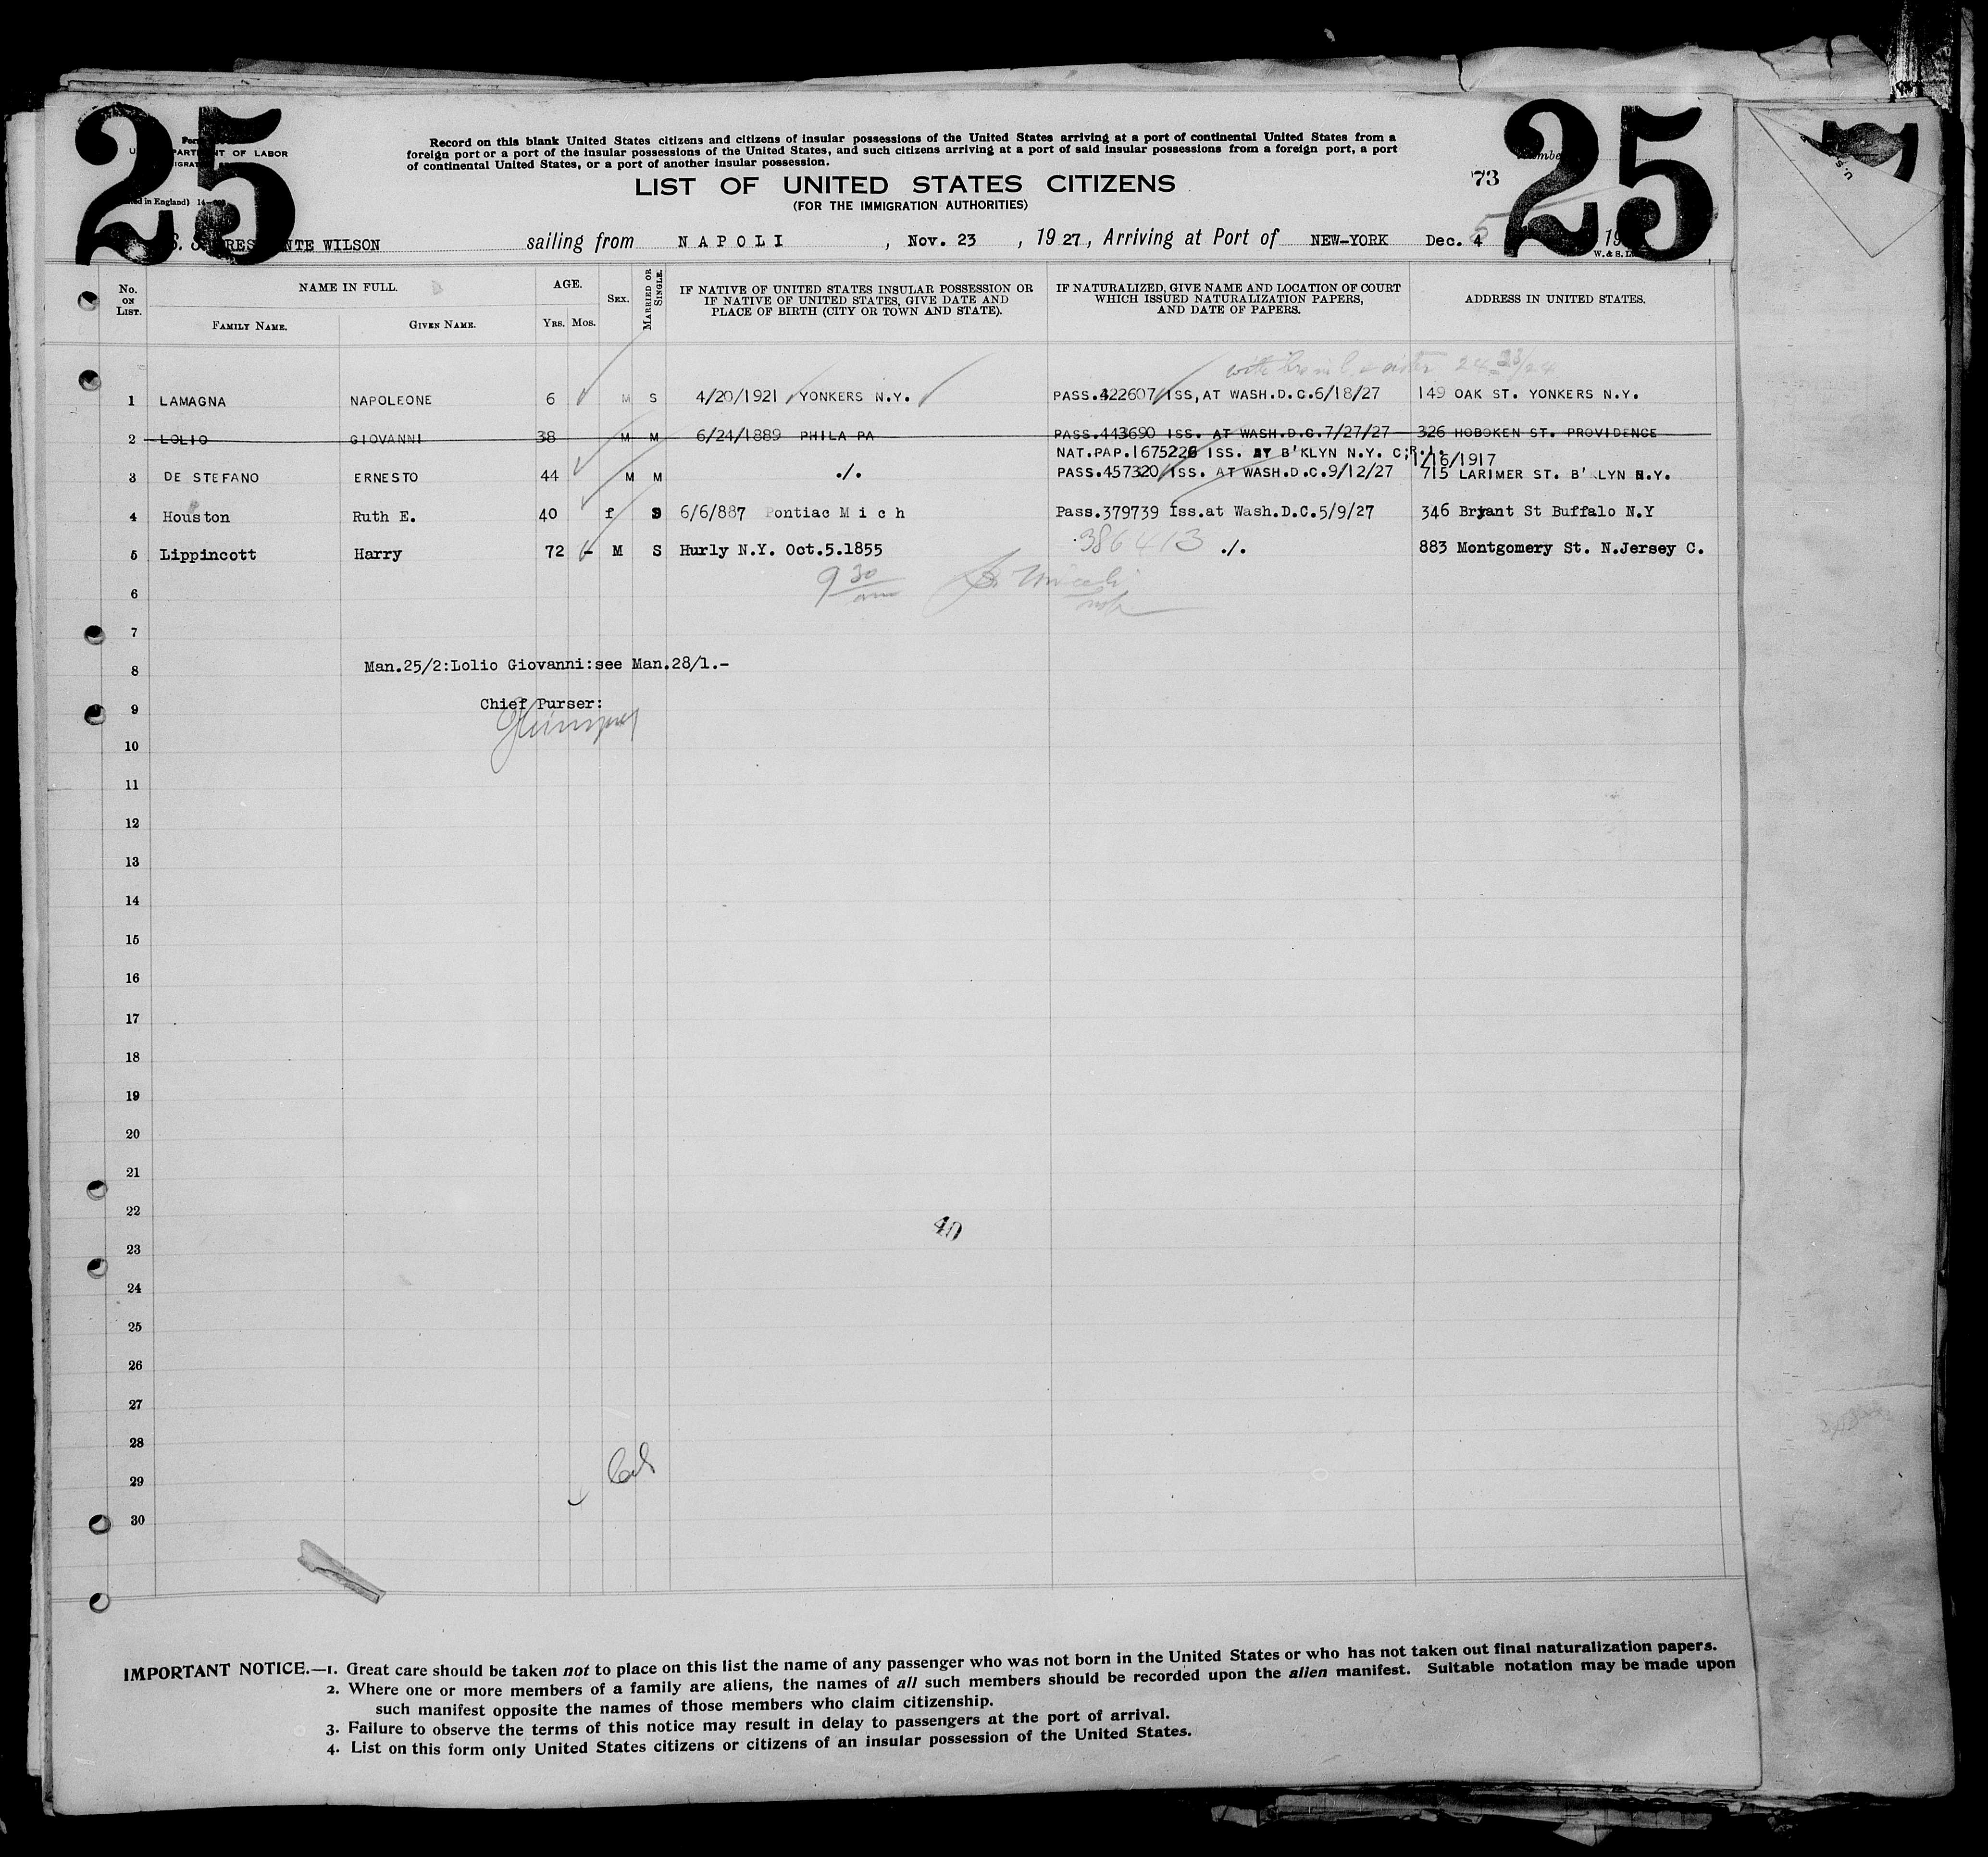 25
25
DEPARTMENT OF LABOR
Record on this blank United States citizens and citizens of insular possessions of the United States arriving at a port of continental United States from a
foreign port or a port of the insular possessions of the United States, and such citizens arriving at a port of said insular possessions from a foreign port, a port
of continental United States, or a port of another insular possession.
LIST OF UNITED STATES CITIZENS
(FOR THE IMMIGRATION AUTHORITIES)
73
in England) 14
WILSON sailing from NAPOLI , Nov. 23 , 1927, Arriving at Port of NEW-YORK Dec. 4 5 19
W. & S. L
No. ON LIST.
NAME IN FULL.
FAMILY NAME. GIVEN NAME.
AGE.
YRS. MOS.
SEX.
MARRIED OR SINGLE.
IF NATIVE OF UNITED STATES INSULAR POSSESSION OR
IF NATIVE OF UNITED STATES, GIVE DATE AND
PLACE OF BIRTH (CITY OR TOWN AND STATE).
IF NATURALIZED, GIVE NAME AND LOCATION OF COURT
WHICH ISSUED NATURALIZATION PAPERS,
AND DATE OF PAPERS.
ADDRESS IN UNITED STATES.
with sister 24
1 LAMAGNA NAPOLEONE 6 M S 4/20/1921 YONKERS N.Y. PASS.422607 ISS,AT WASH.D.C.6/18/27 149 OAK ST. YONKERS N.Y.
2 LOLIO GIOVANNI 38 M M 6/24/1889 PHILA PA PASS.443690 ISS. AT WASH.D.C.7/27/27 326 HOBOKEN ST. PROVIDENCE
NAT.PAP.1675226 ISS. BY B'KLYN N.Y. C;R.I. 1/16/1917
3 DE STEFANO ERNESTO 44 M M ./. PASS.457320 ISS. AT WASH.D.C.9/12/27 715 LARIMER ST. B'KLYN N.Y.
4 Houston Ruth E. 40 f S 6/6/887 Pontiac Mich Pass.379739 Iss.at Wash.D.C.5/9/27 346 Bryant St Buffalo N.Y
5 Lippincott Harry 72 - M S Hurly N.Y. Oct.5.1855 386413 ./. 883 Montgomery St. N.Jersey C.
9 30 am
6
7
8 Man.25/2:Lolio Giovanni:see Man.28/1.-
9 Chief Purser:
10
11
12
13
14
15
16
17
18
19
20
21
22
40
23
24
25
26
27
28
29
30
IMPORTANT NOTICE.—1. Great care should be taken not to place on this list the name of any passenger who was not born in the United States or who has not taken out final naturalization papers.
2. Where one or more members of a family are aliens, the names of all such members should be recorded upon the alien manifest. Suitable notation may be made upon
such manifest opposite the names of those members who claim citizenship.
3. Failure to observe the terms of this notice may result in delay to passengers at the port of arrival.
4. List on this form only United States citizens or citizens of an insular possession of the United States.